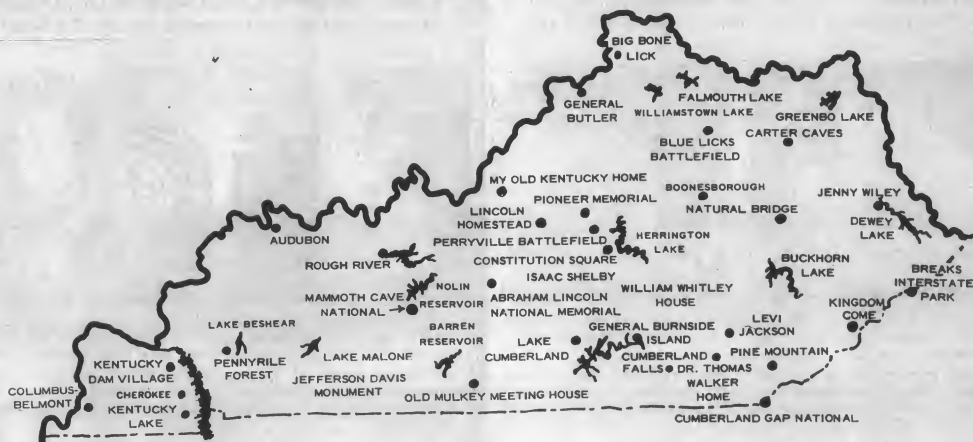 BIG BONE
LICK
GENERAL
BUTLER
FALMOUTH LAKE
WILLIAMSTOWN LAKE
GREENBO LAKE
CARTER CAVES
BLUE LICKS
BATTLEFIELD
MY OLD KENTUCKY HOME
BOONESBOROUGH
PIONEER MEMORIAL
JENNY WILEY
LINCOLN
HOMESTEAD
NATURAL BRIDGE
DEWEY
LAKE
AUDUBON
PERRYVILLE BATTLEFIELD
HERRINGTON
LAKE
ROUGH RIVER
CONSTITUTION SQUARE
ISAAC SHELBY
BUCKHORN
LAKE
BREAKS
INTERSTATE
PARK
NOLIN
RESERVOIR
MAMMOTH CAVE
NATIONAL
ABRAHAM LINCOLN
NATIONAL MEMORIAL
WILLIAM WHITLEY
HOUSE
KINGDOM
COME
LAKE BESHEAR
PENNYRILE
FOREST
LAKE MALONE
BARREN
RESERVOIR
LAKE
CUMBERLAND
GENERAL BURNSIDE
ISLAND
LEVI
JACKSON
CUMBERLAND
FALLS
PINE MOUNTAIN
DR. THOMAS
WALKER
HOME
KENTUCKY
DAM VILLAGE
JEFFERSON DAVIS
MONUMENT
OLD MULKEY MEETING HOUSE
COLUMBUS-
BELMONT
CHEROKEE
KENTUCKY
LAKE
CUMBERLAND GAP NATIONAL